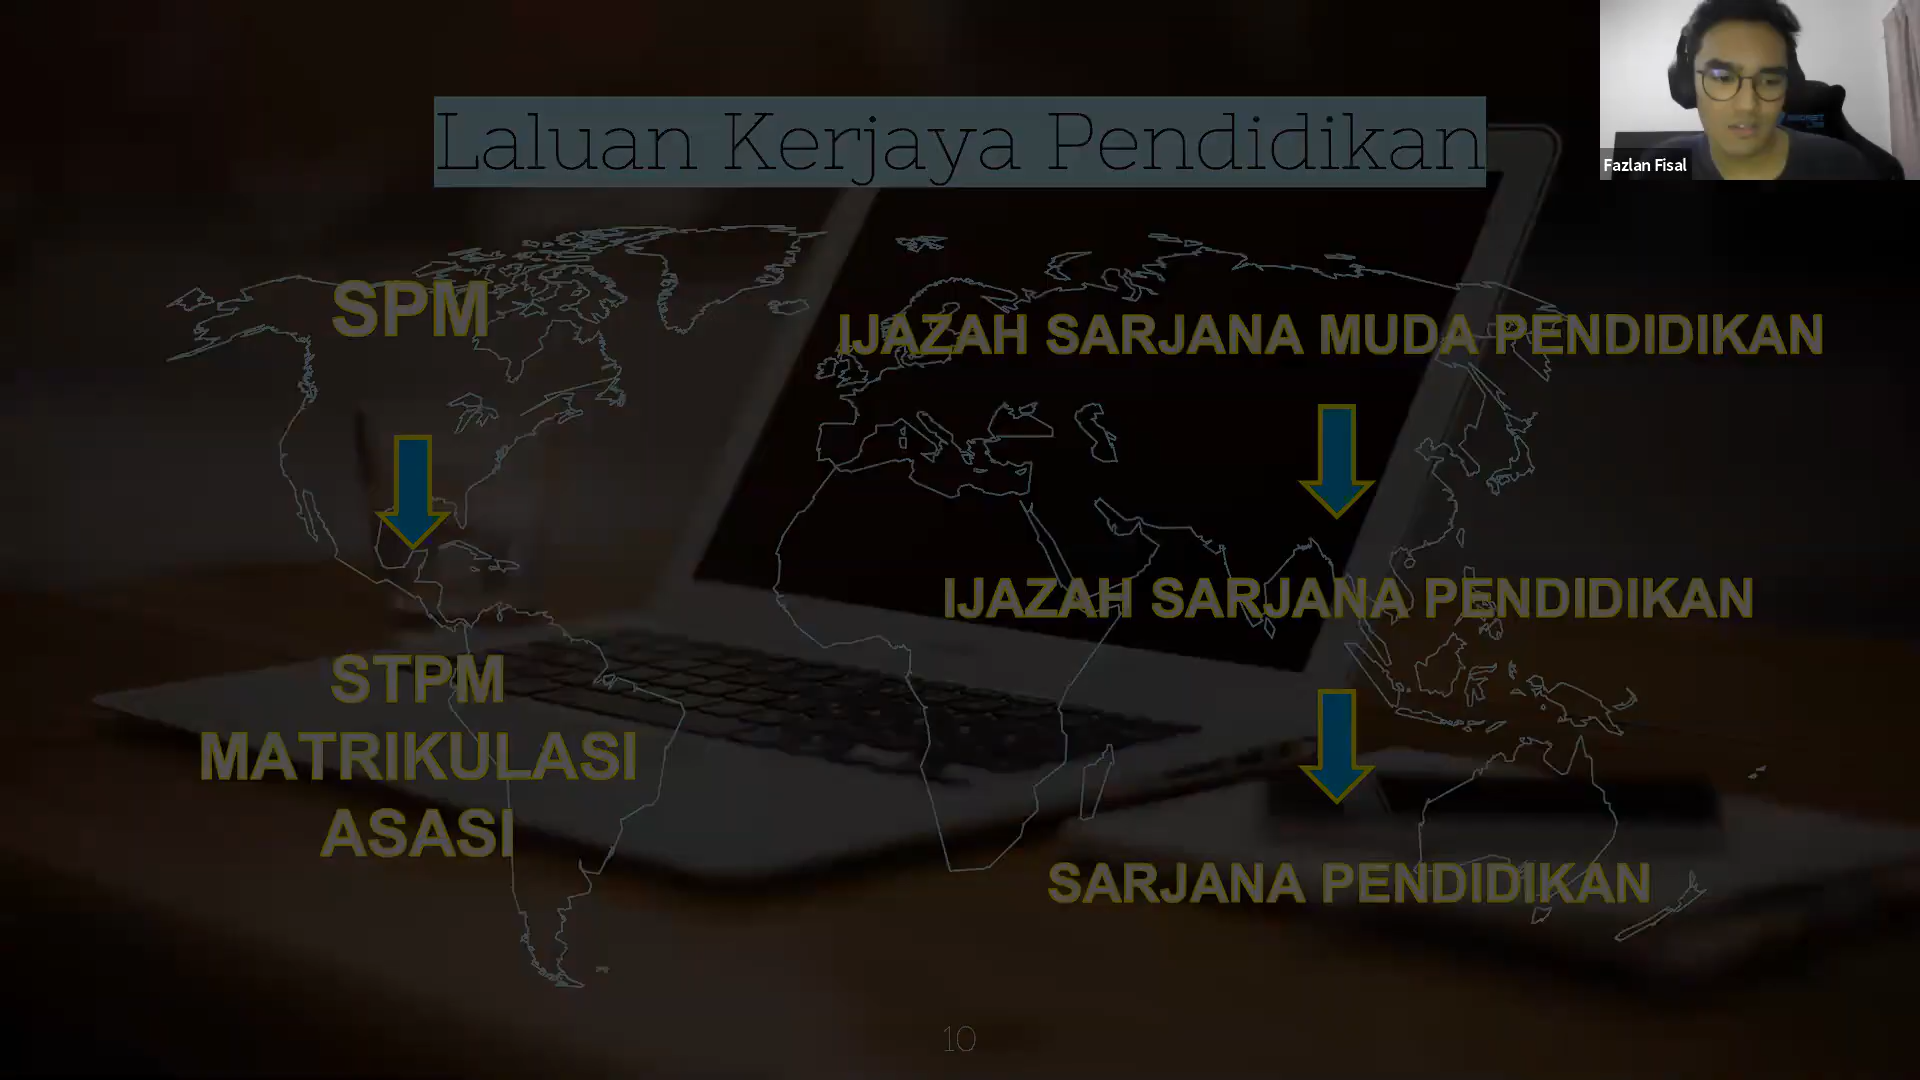 Laluan Kerjaya Pendidikan
Fazlan Fisal
SPM
STPM
MATRIKULASI
ASASI
IJAZAH SARJANA MUDA PENDIDIKAN
IJAZAH SARJANA PENDIDIKAN
SARJANA PENDIDIKAN
10